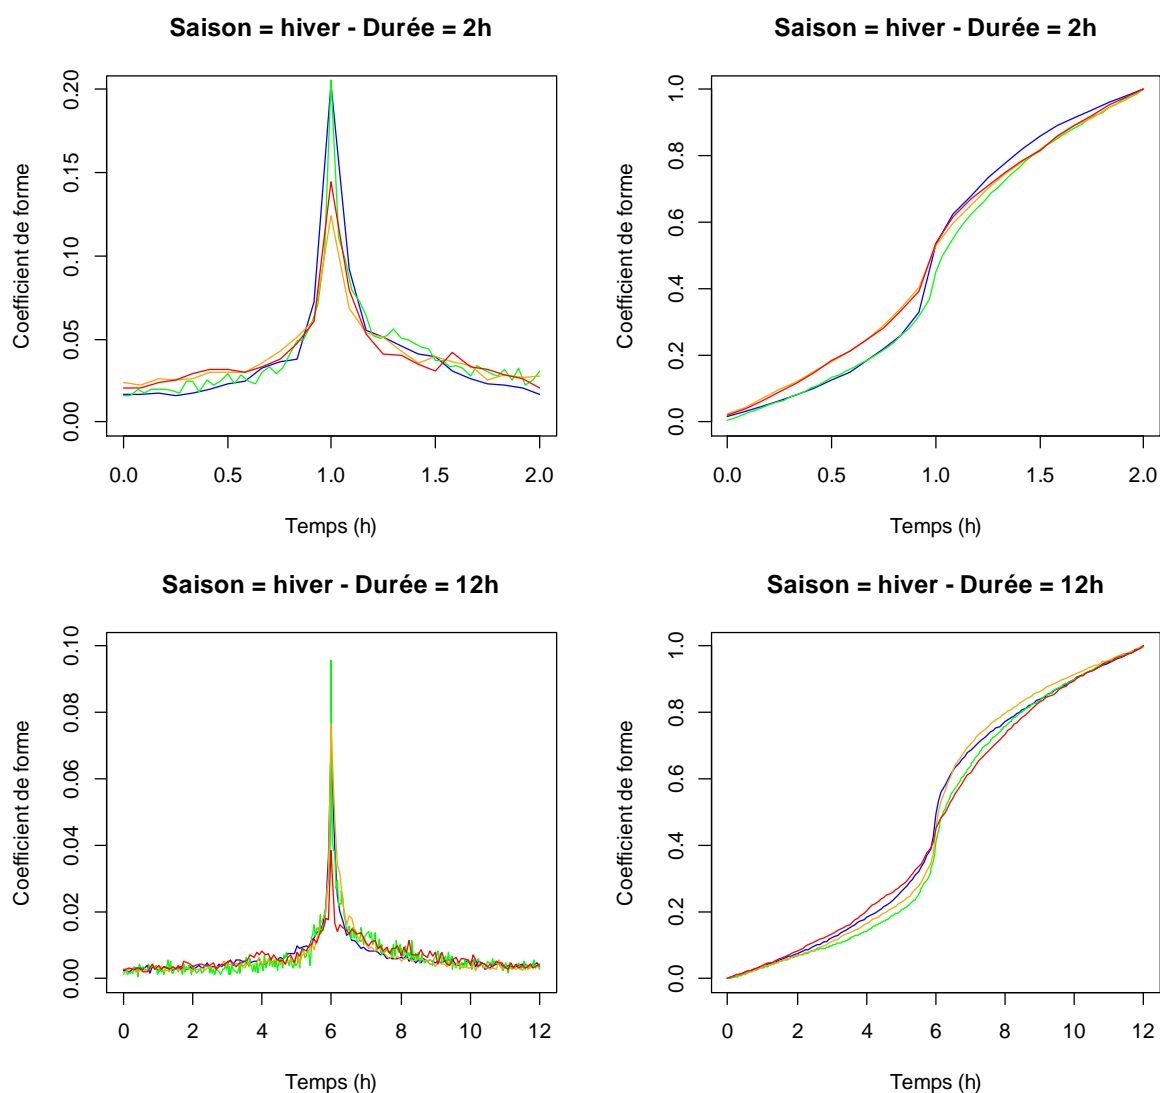 Saison = hiver - Durée = 2h
Coefficient de forme
0.00 0.05 0.10 0.15 0.20
0.0 0.5 1.0 1.5 2.0
Temps (h)
Saison = hiver - Durée = 2h
Coefficient de forme
0.0 0.2 0.4 0.6 0.8 1.0
0.0 0.5 1.0 1.5 2.0
Temps (h)
Saison = hiver - Durée = 12h
Coefficient de forme
0.00 0.02 0.04 0.06 0.08 0.10
0 2 4 6 8 10 12
Temps (h)
Saison = hiver - Durée = 12h
Coefficient de forme
0.0 0.2 0.4 0.6 0.8 1.0
0 2 4 6 8 10 12
Temps (h)